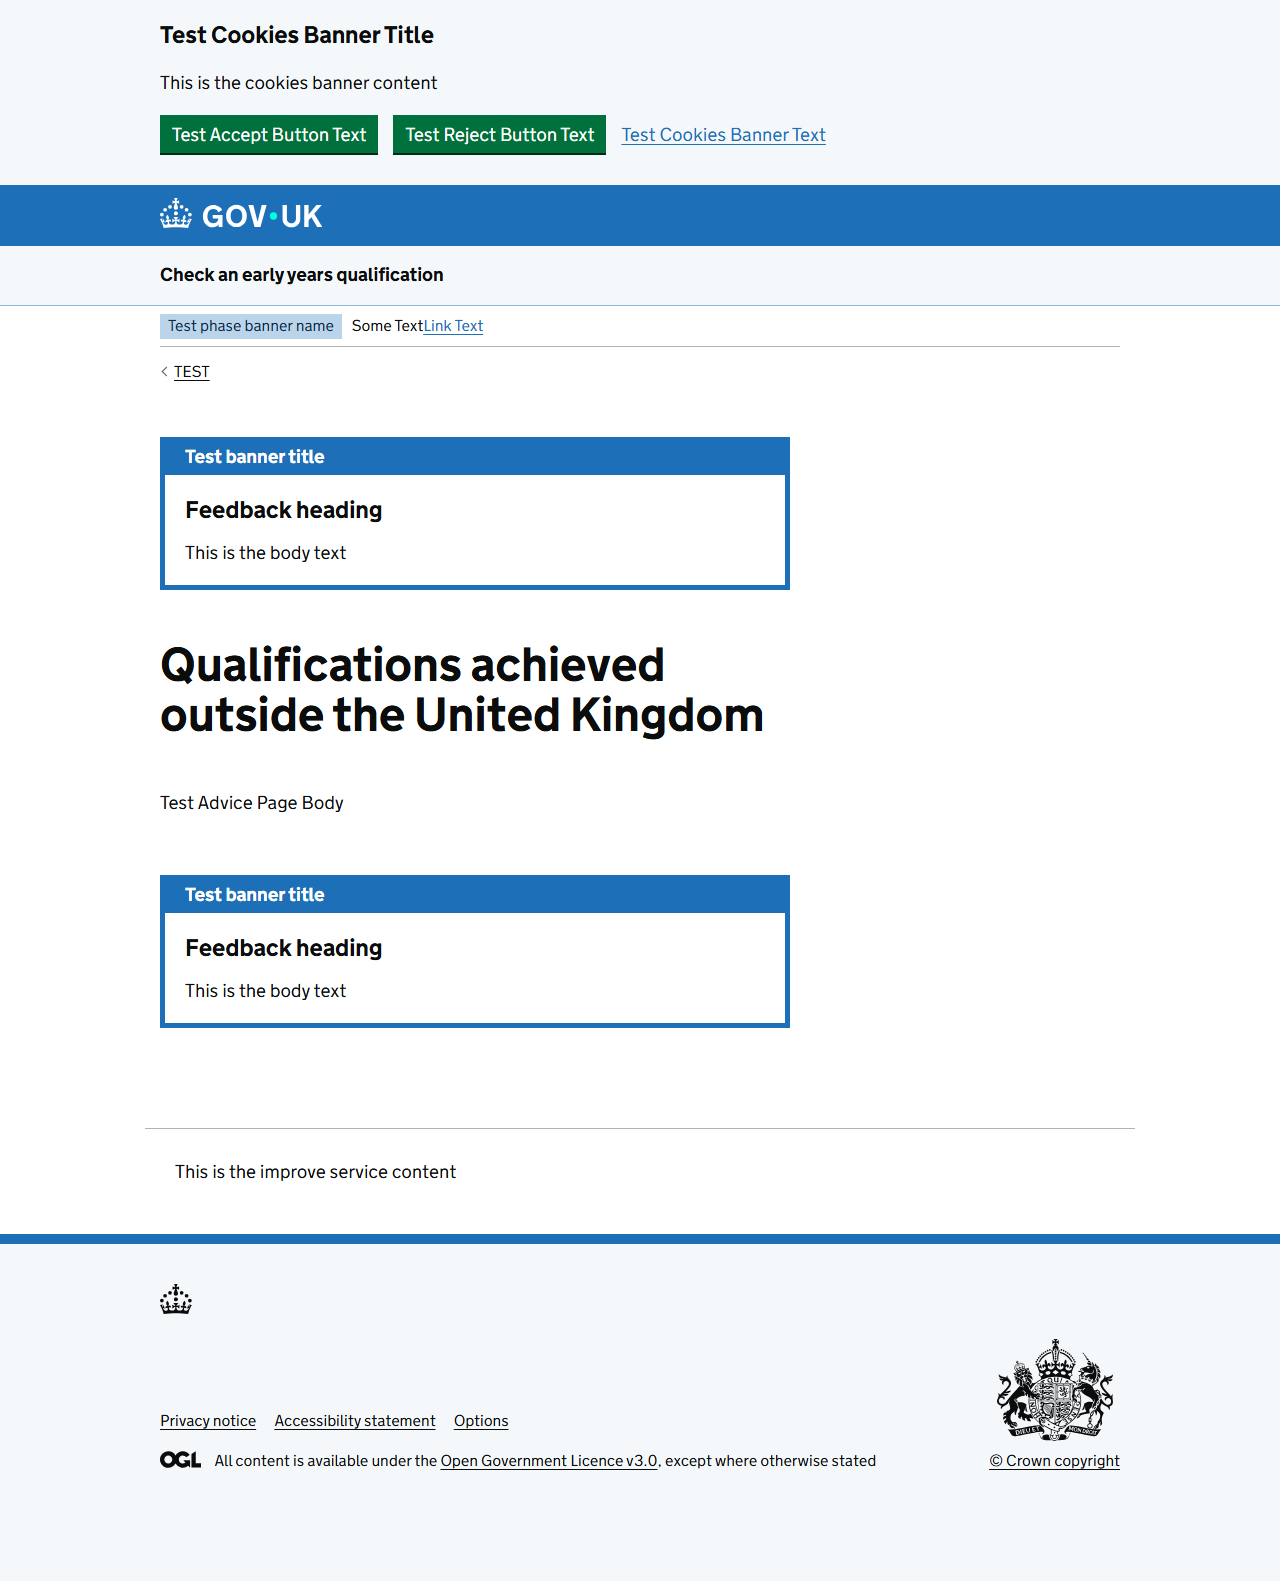 Test Cookies Banner Title
This is the cookies banner content
Test Accept Button Text Test Reject Button Text Test Cookies Banner Text
GOV·UK
Check an early years qualification
Test phase banner name Some TextLink Text
TEST
Test banner title
Feedback heading
This is the body text
Qualifications achieved
outside the United Kingdom
Test Advice Page Body
Test banner title
Feedback heading
This is the body text
This is the improve service content
Privacy notice Accessibility statement Options
OGL All content is available under the Open Government Licence v3.0, except where otherwise stated
© Crown copyright